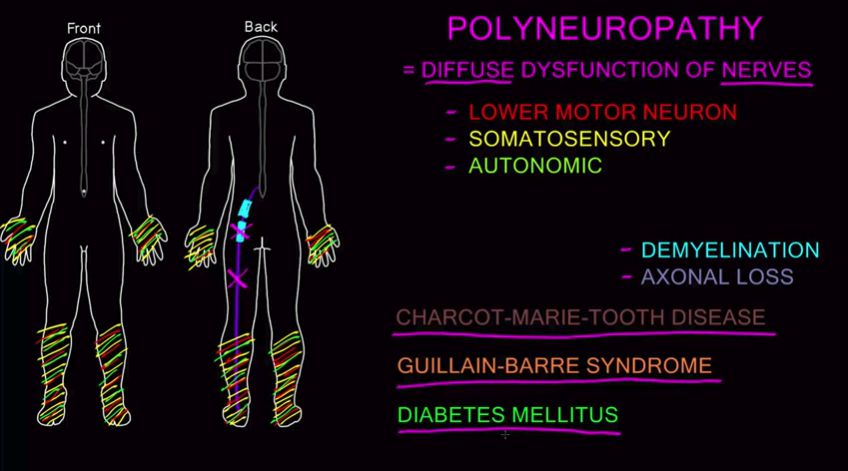 Front
Back
POLYNEUROPATHY
= DIFFUSE DYSFUNCTION OF NERVES
- LOWER MOTOR NEURON
- SOMATOSENSORY
- AUTONOMIC
- DEMYELINATION
- AXONAL LOSS
CHARCOT-MARIE-TOOTH DISEASE
GUILLAIN-BARRE SYNDROME
DIABETES MELLITUS